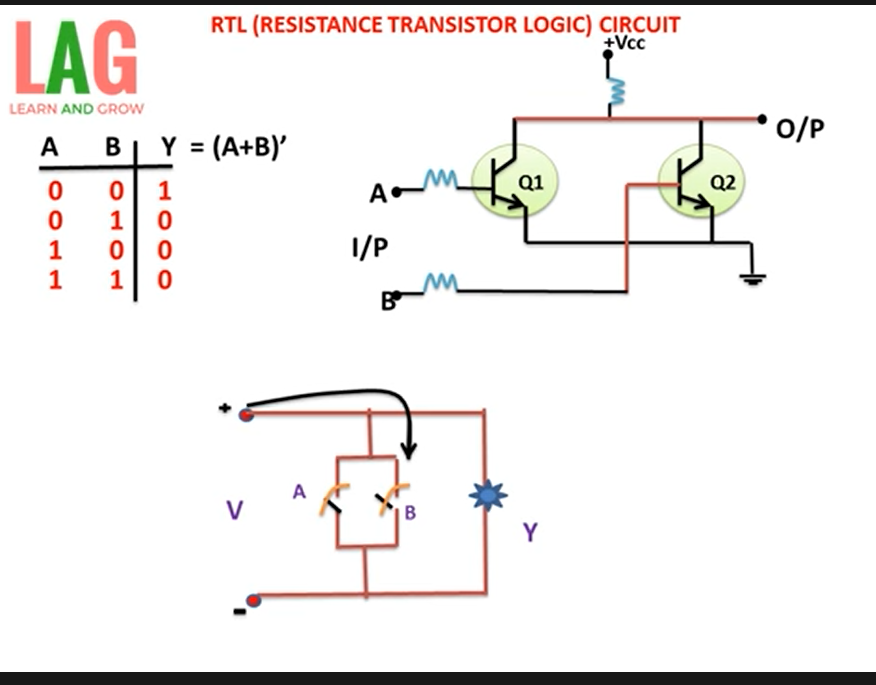 RTL (RESISTANCE TRANSISTOR LOGIC) CIRCUIT
LAG
LEARN AND GROW
+Vcc
O/P
A B Y = (A+B)’
0 0 1
0 1 0
1 0 0
1 1 0
Q1
Q2
A
I/P
B
+
A
B
V
Y
-